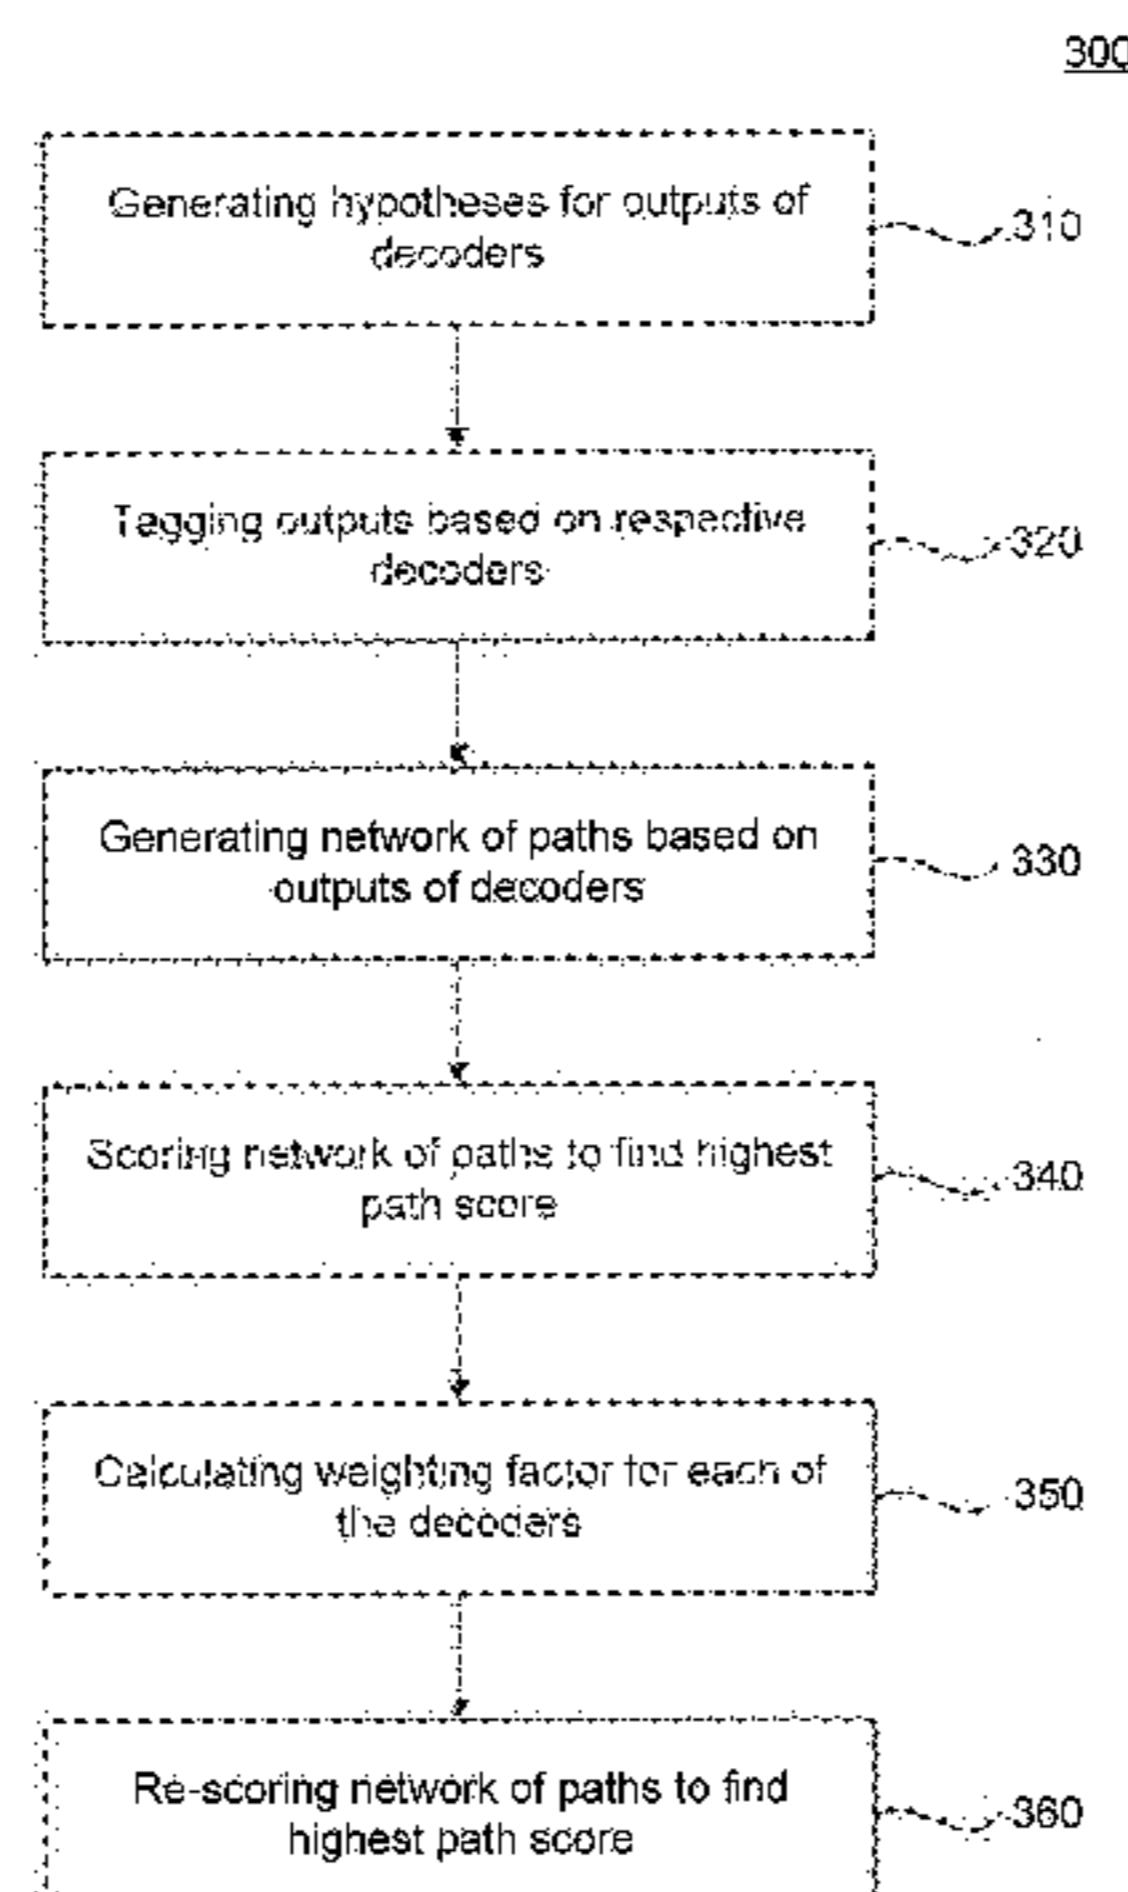 300
Generating hypotheses for outputs of
decoders
310
Tagging outputs based on respective
decoders
320
Generating network of paths based on
outputs of decoders
330
Scoring network of paths to find highest
path score
340
Calculating weighting factor for each of
the decoders
350
Re-scoring network of paths to find
highest path score
360